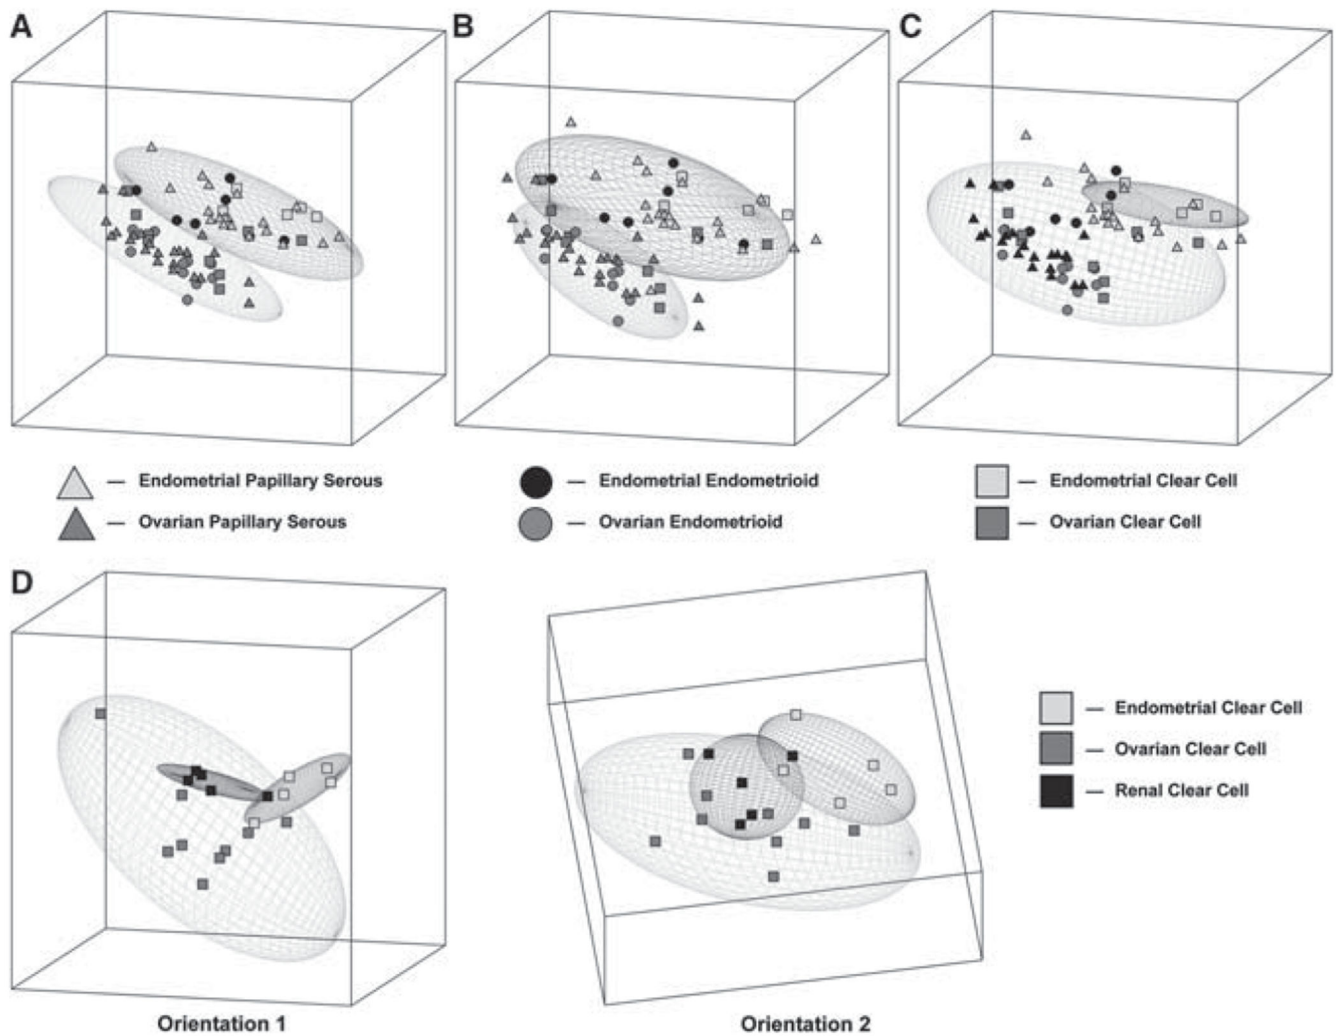 A B C
— Endometrial Papillary Serous — Endometrial Endometrioid — Endometrial Clear Cell
— Ovarian Papillary Serous — Ovarian Endometrioid — Ovarian Clear Cell
D
— Endometrial Clear Cell
— Ovarian Clear Cell
— Renal Clear Cell
Orientation 1 Orientation 2